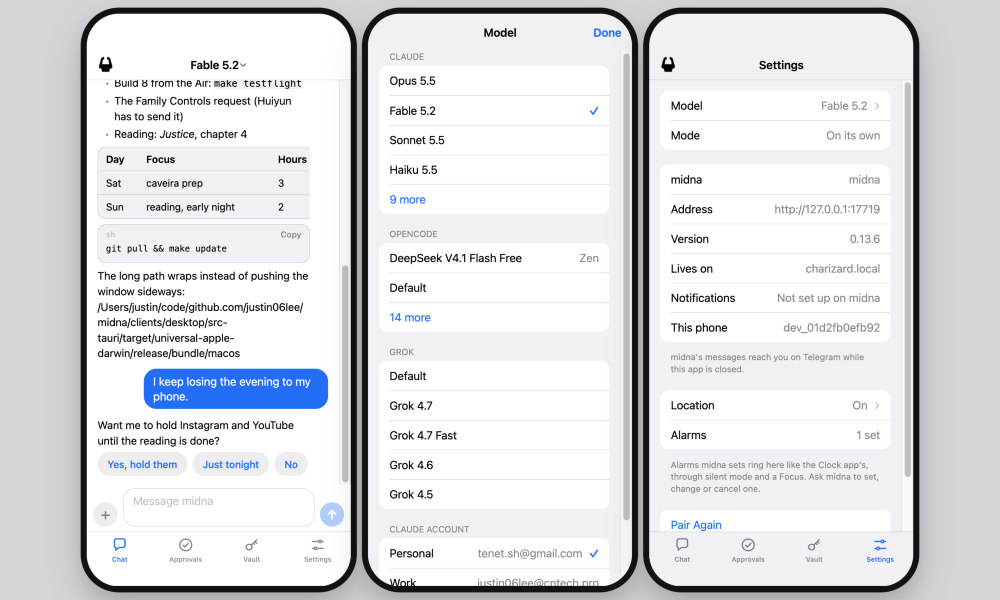 Fable 5.2
Build 8 from the Air: make testflight
The Family Controls request (Huiyun
has to send it)
Reading: Justice, chapter 4
Day Focus Hours
Sat caveira prep 3
Sun reading, early night 2
sh Copy
git pull && make update
The long path wraps instead of pushing the
window sideways:
/Users/justin/code/github.com/justin06lee/
midna/clients/desktop/src-
tauri/target/universal-apple-
darwin/release/bundle/macos
I keep losing the evening to my
phone.
Want me to hold Instagram and YouTube
until the reading is done?
Yes, hold them Just tonight No
Message midna
Chat Approvals Vault Settings
Model Done
CLAUDE
Opus 5.5
Fable 5.2
Sonnet 5.5
Haiku 5.5
9 more
OPENCODE
DeepSeek V4.1 Flash Free Zen
Default
14 more
GROK
Default
Grok 4.7
Grok 4.7 Fast
Grok 4.6
Grok 4.5
CLAUDE ACCOUNT
Personal tenet.sh@gmail.com
Work justin06lee@cntech.pro
Settings
Model Fable 5.2
Mode On its own
midna midna
Address http://127.0.0.1:17719
Version 0.13.6
Lives on charizard.local
Notifications Not set up on midna
This phone dev_01d2fb0efb92
midna's messages reach you on Telegram while
this app is closed.
Location On
Alarms 1 set
Alarms midna sets ring here like the Clock app's,
through silent mode and a Focus. Ask midna to set,
change or cancel one.
Pair Again
Chat Approvals Vault Settings